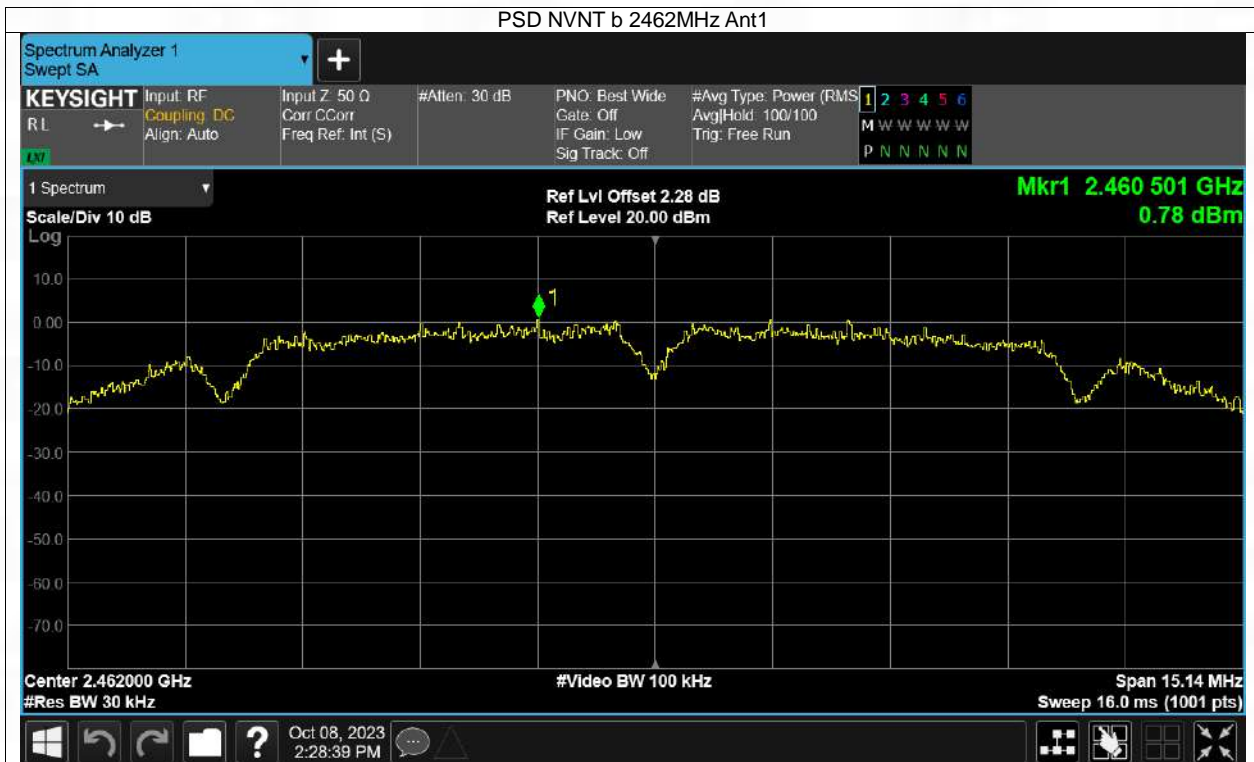 PSD NVNT b 2462MHz Ant1
Spectrum Analyzer 1
Swept SA
+
KEYSIGHT
RL
LXI
Input: RF
Coupling: DC
Align: Auto
Input Z: 50 Ω
Corr CCorr
Freq Ref: Int (S)
#Atten: 30 dB
PNO: Best Wide
Gate: Off
IF Gain: Low
Sig Track: Off
#Avg Type: Power (RMS
Avg|Hold: 100/100
Trig: Free Run
1 2 3 4 5 6
M W W W W W
P N N N N N
1 Spectrum
Scale/Div 10 dB
Ref Lvl Offset 2.28 dB
Ref Level 20.00 dBm
Mkr1 2.460 501 GHz
0.78 dBm
Log
10.0
0.00
-10.0
-20.0
-30.0
-40.0
-50.0
-60.0
-70.0
1
Center 2.462000 GHz
#Res BW 30 kHz
#Video BW 100 kHz
Span 15.14 MHz
Sweep 16.0 ms (1001 pts)
?
Oct 08, 2023
2:28:39 PM